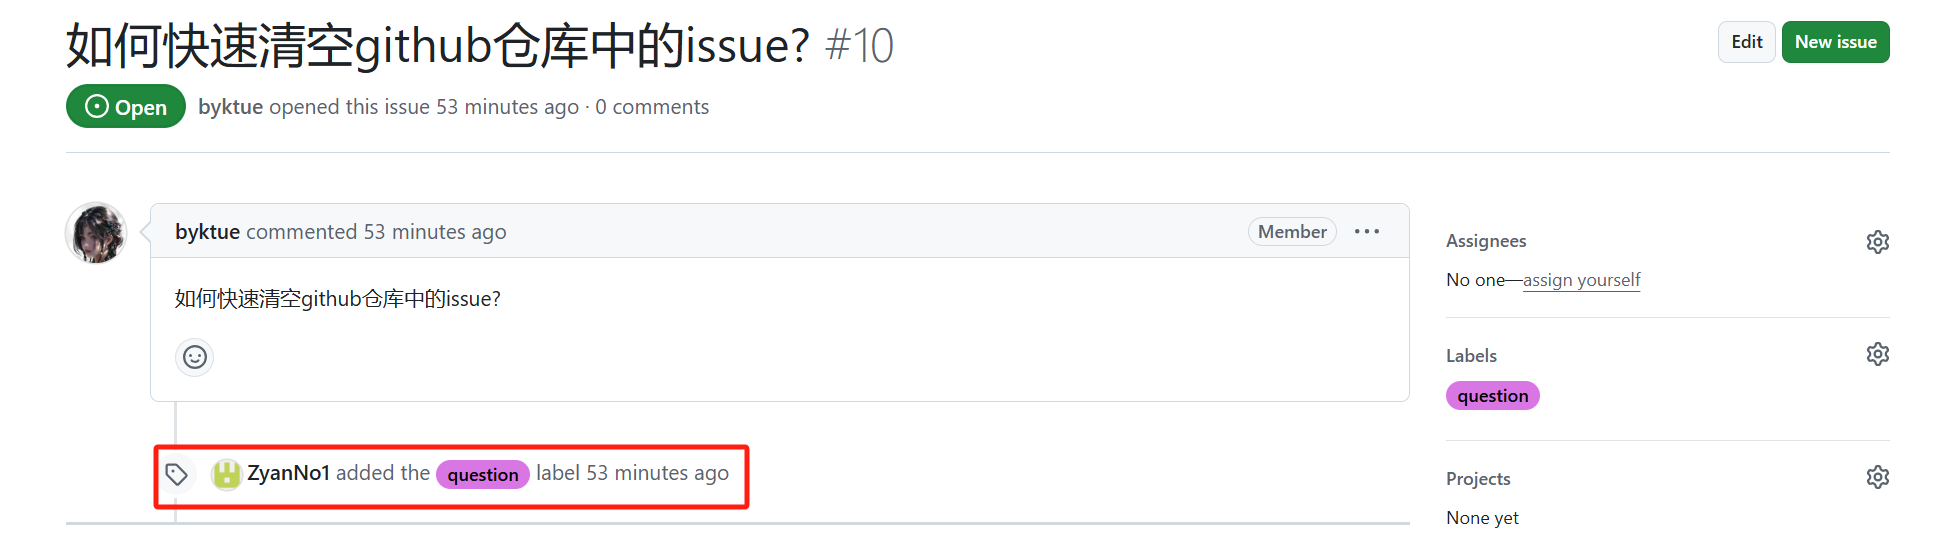 如何快速清空github仓库中的issue? #10
Edit
New issue
Open
byktue opened this issue 53 minutes ago · 0 comments
byktue commented 53 minutes ago
Member
如何快速清空github仓库中的issue?
ZyanNo1 added the question label 53 minutes ago
Assignees
No one—assign yourself
Labels
question
Projects
None yet